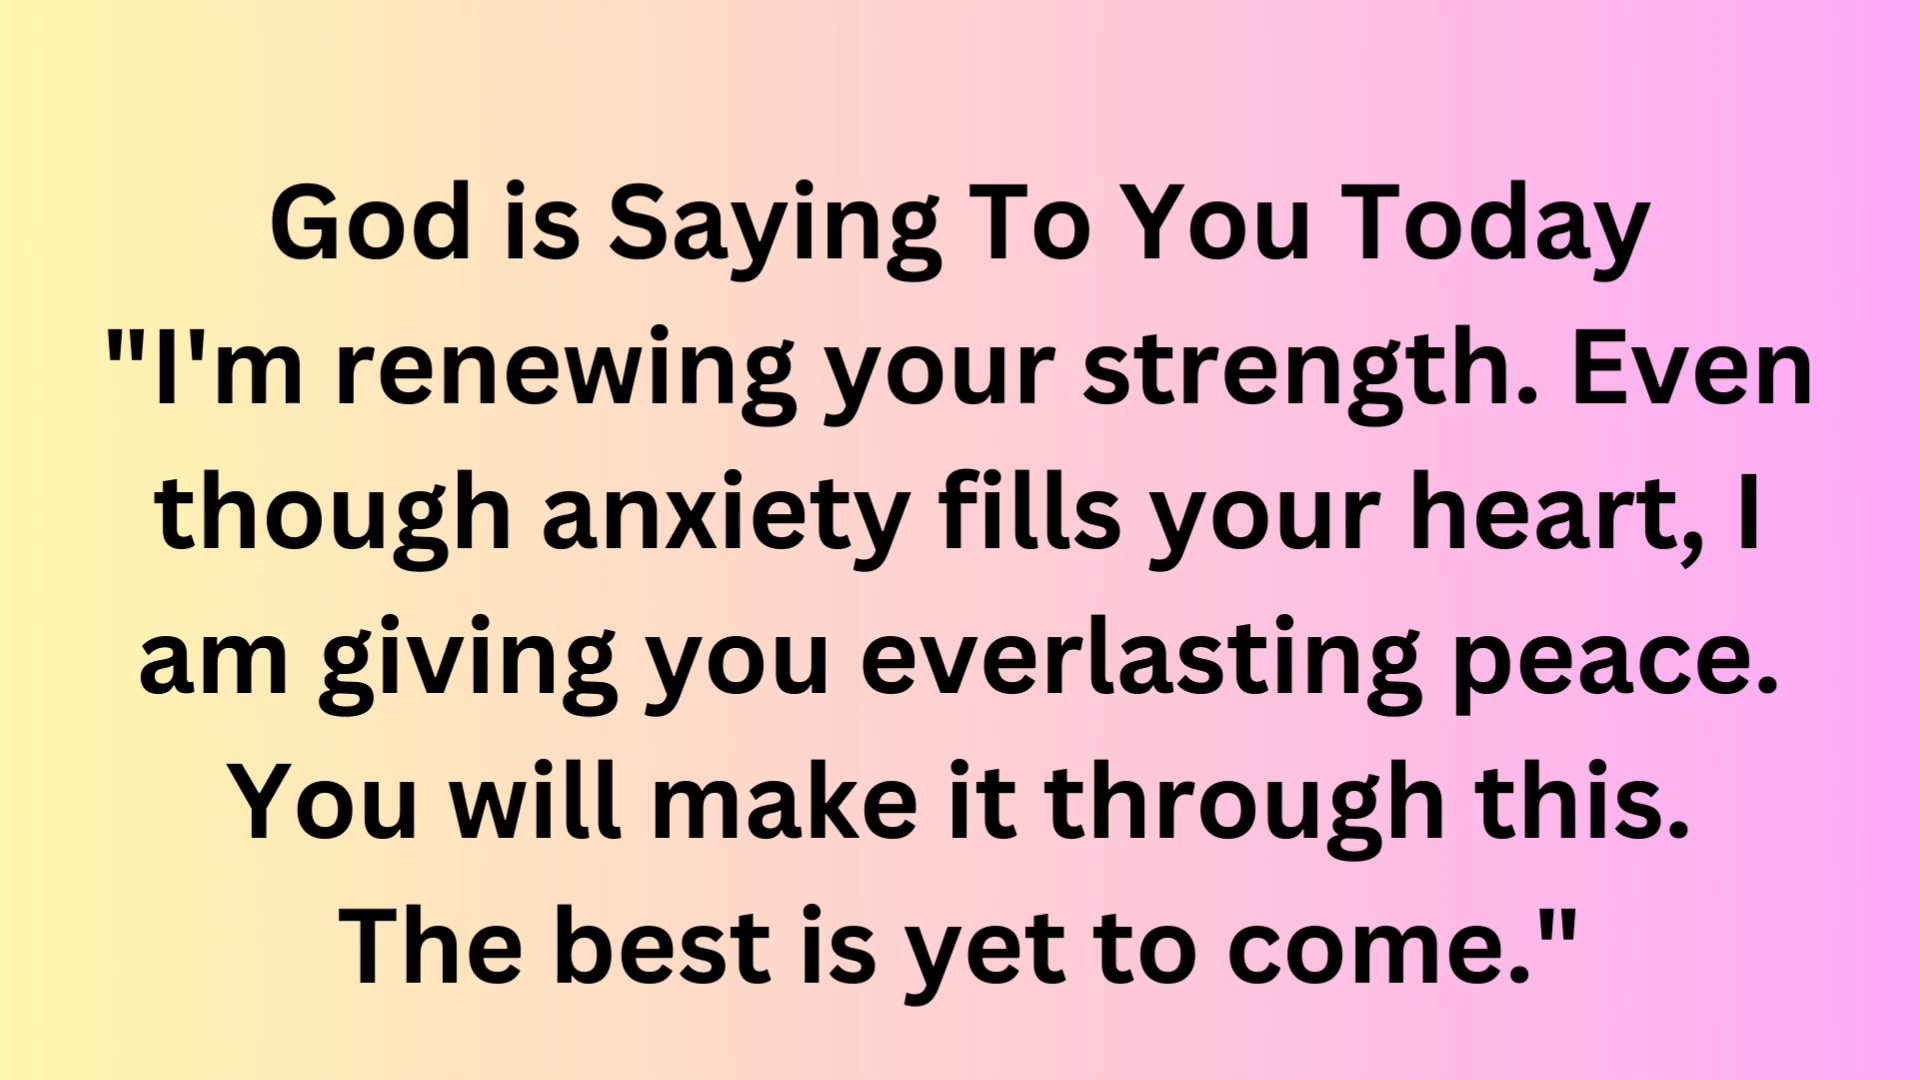 God is Saying To You Today
"I'm renewing your strength. Even
though anxiety fills your heart, I
am giving you everlasting peace.
You will make it through this.
The best is yet to come."